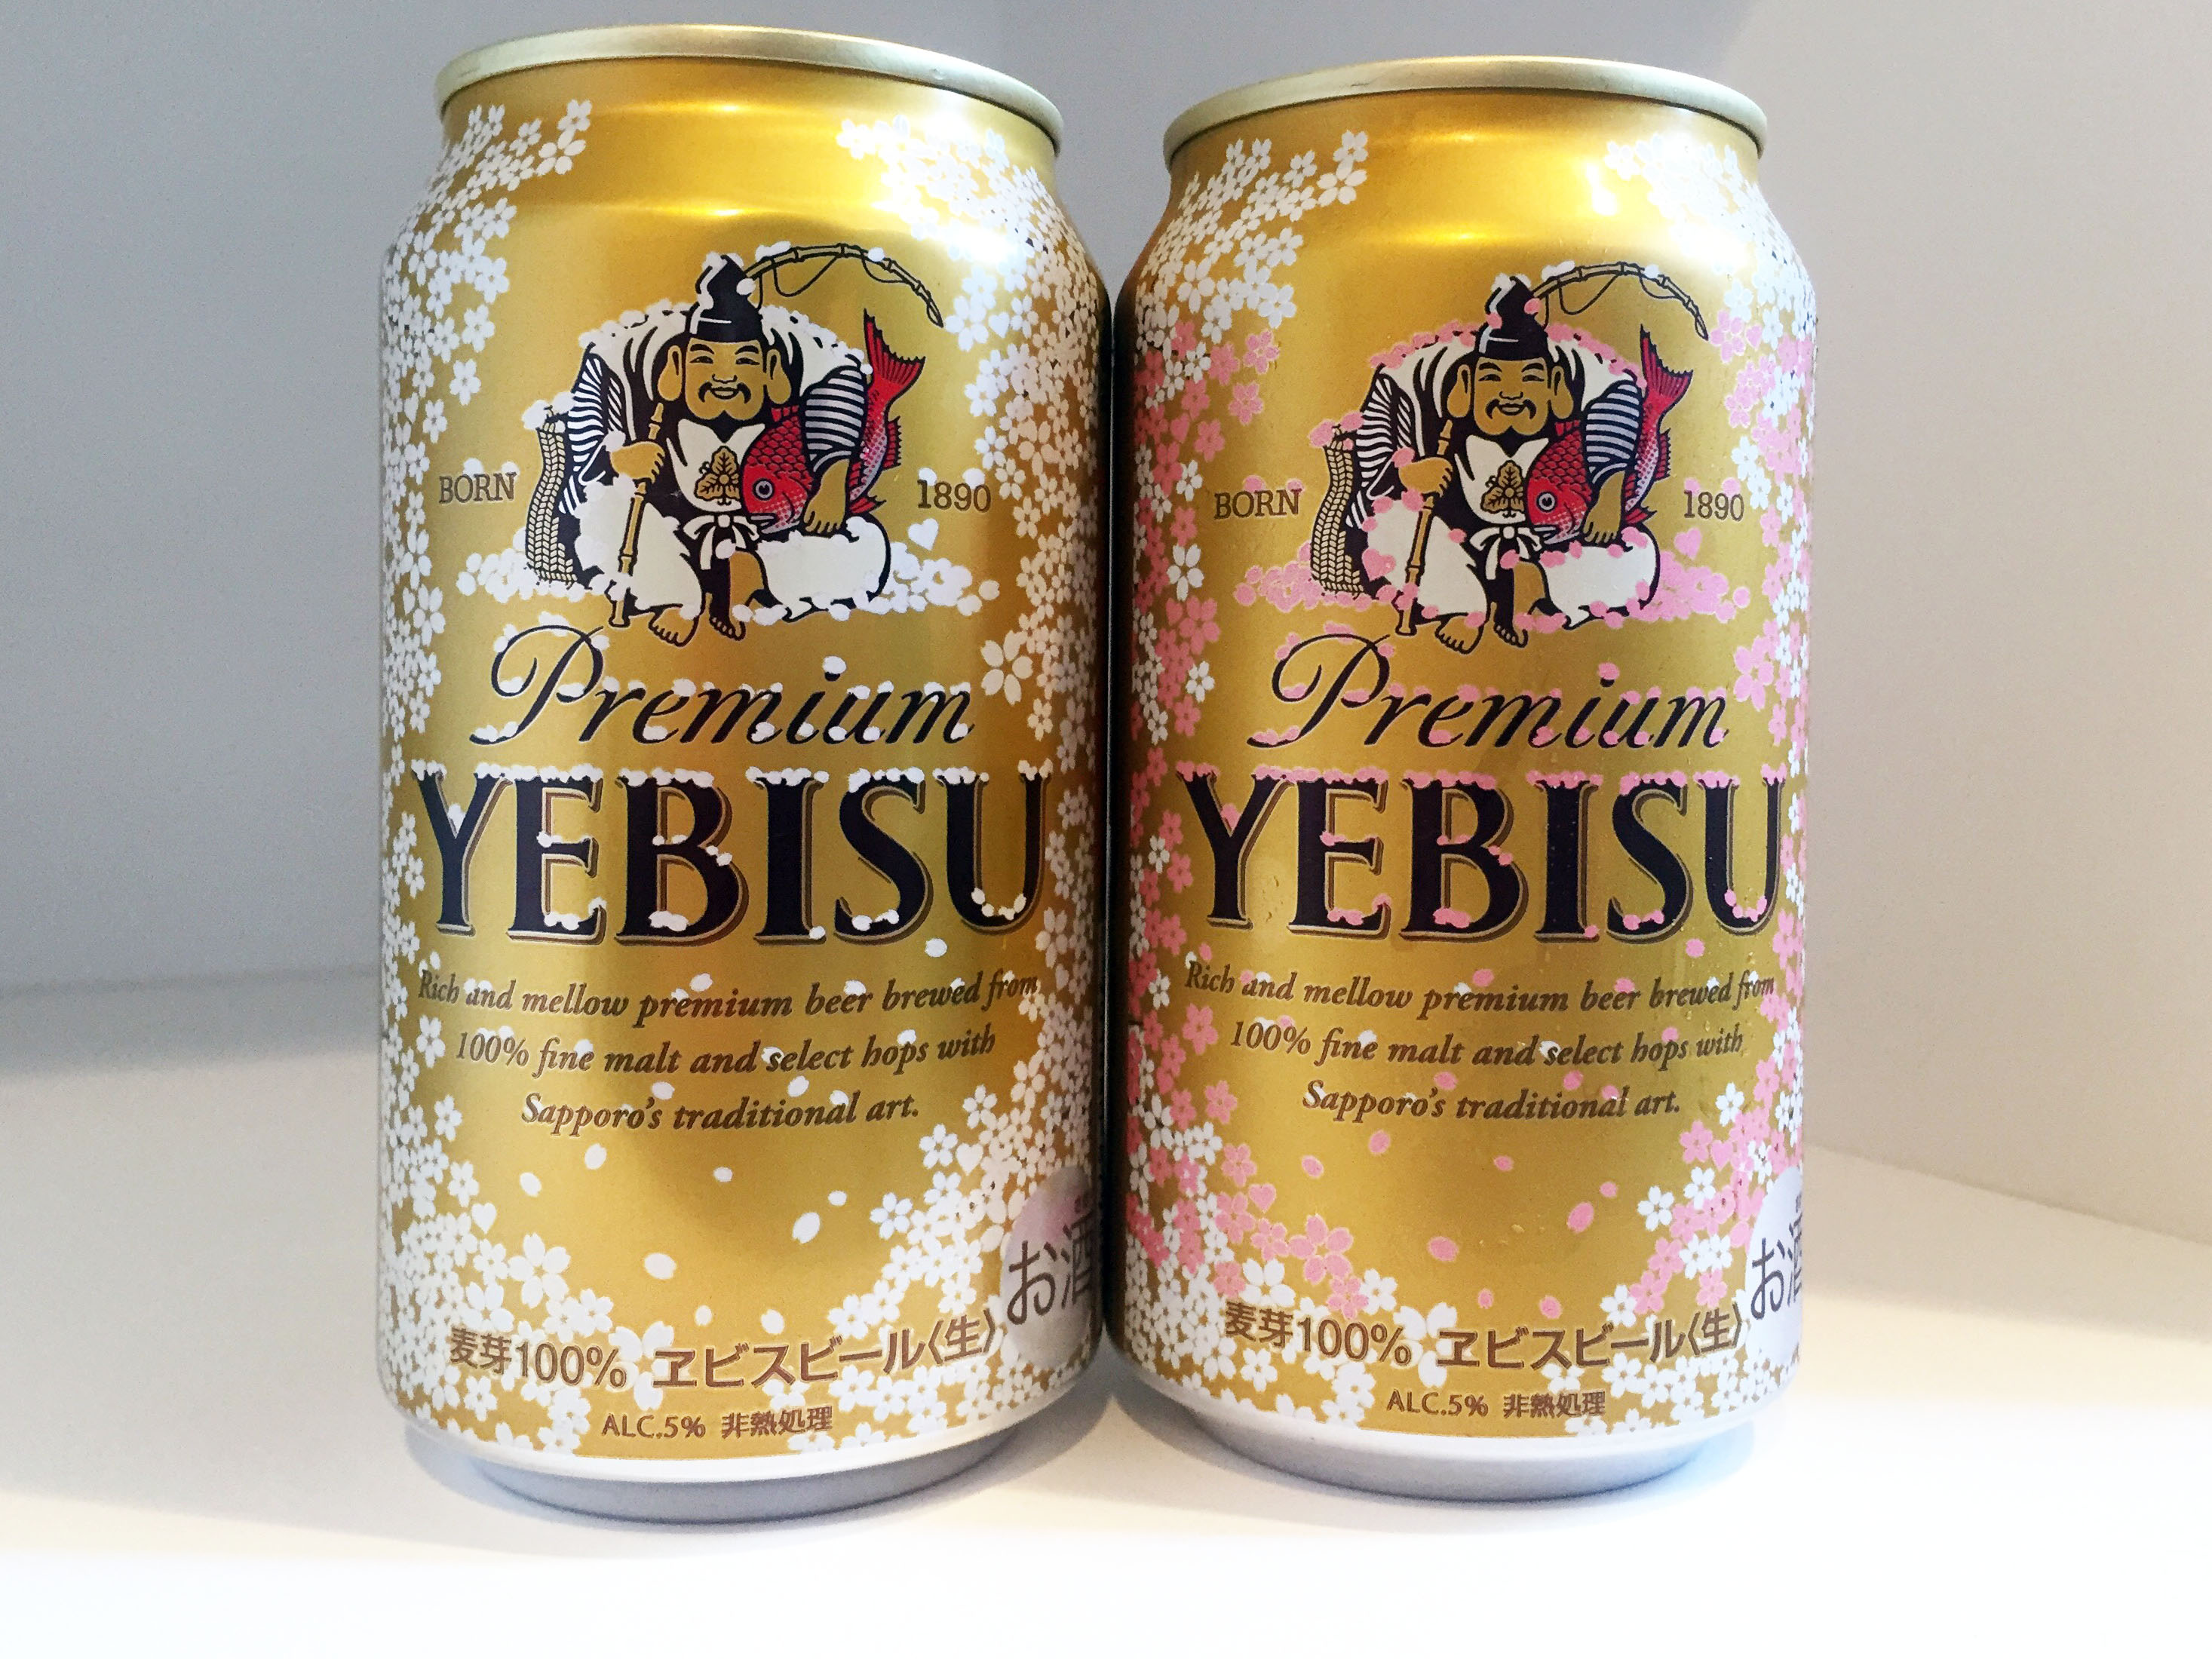 BORN 1890
Premium
YEBISU
Rich and mellow premium beer brewed from
100% fine malt and select hops with
Sapporo's traditional art.
麦芽100% ヱビスビール〈生〉
ALC.5% 非熱処理
お酒
BORN 1890
Premium
YEBISU
Rich and mellow premium beer brewed from
100% fine malt and select hops with
Sapporo's traditional art.
麦芽100% ヱビスビール〈生〉
ALC.5% 非熱処理
お酒